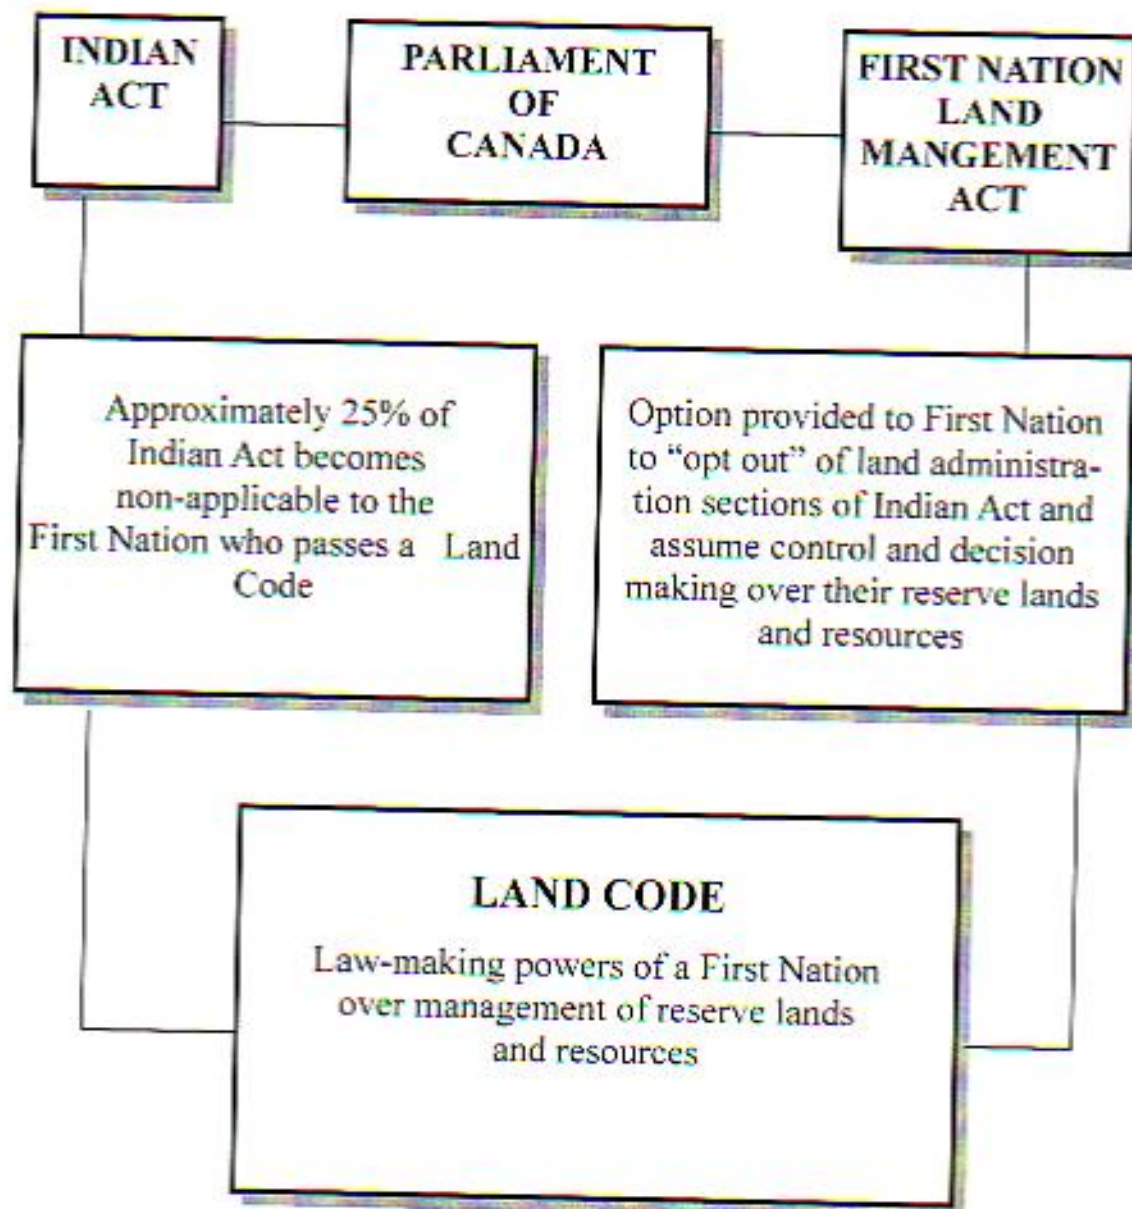 INDIAN
ACT
PARLIAMENT
OF
CANADA
FIRST NATION
LAND
MANGEMENT
ACT
Approximately 25% of
Indian Act becomes
non-applicable to the
First Nation who passes a Land
Code
Option provided to First Nation
to “opt out” of land administra-
tion sections of Indian Act and
assume control and decision
making over their reserve lands
and resources
LAND CODE
Law-making powers of a First Nation
over management of reserve lands
and resources